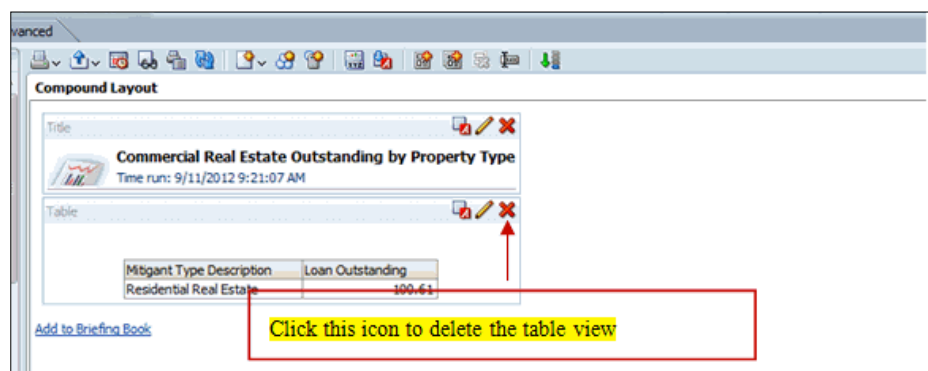 vanced
Compound Layout
Title
Commercial Real Estate Outstanding by Property Type
Time run: 9/11/2012 9:21:07 AM
Table
Mitigant Type Description Loan Outstanding
Residential Real Estate 100.61
Add to Briefing Book
Click this icon to delete the table view